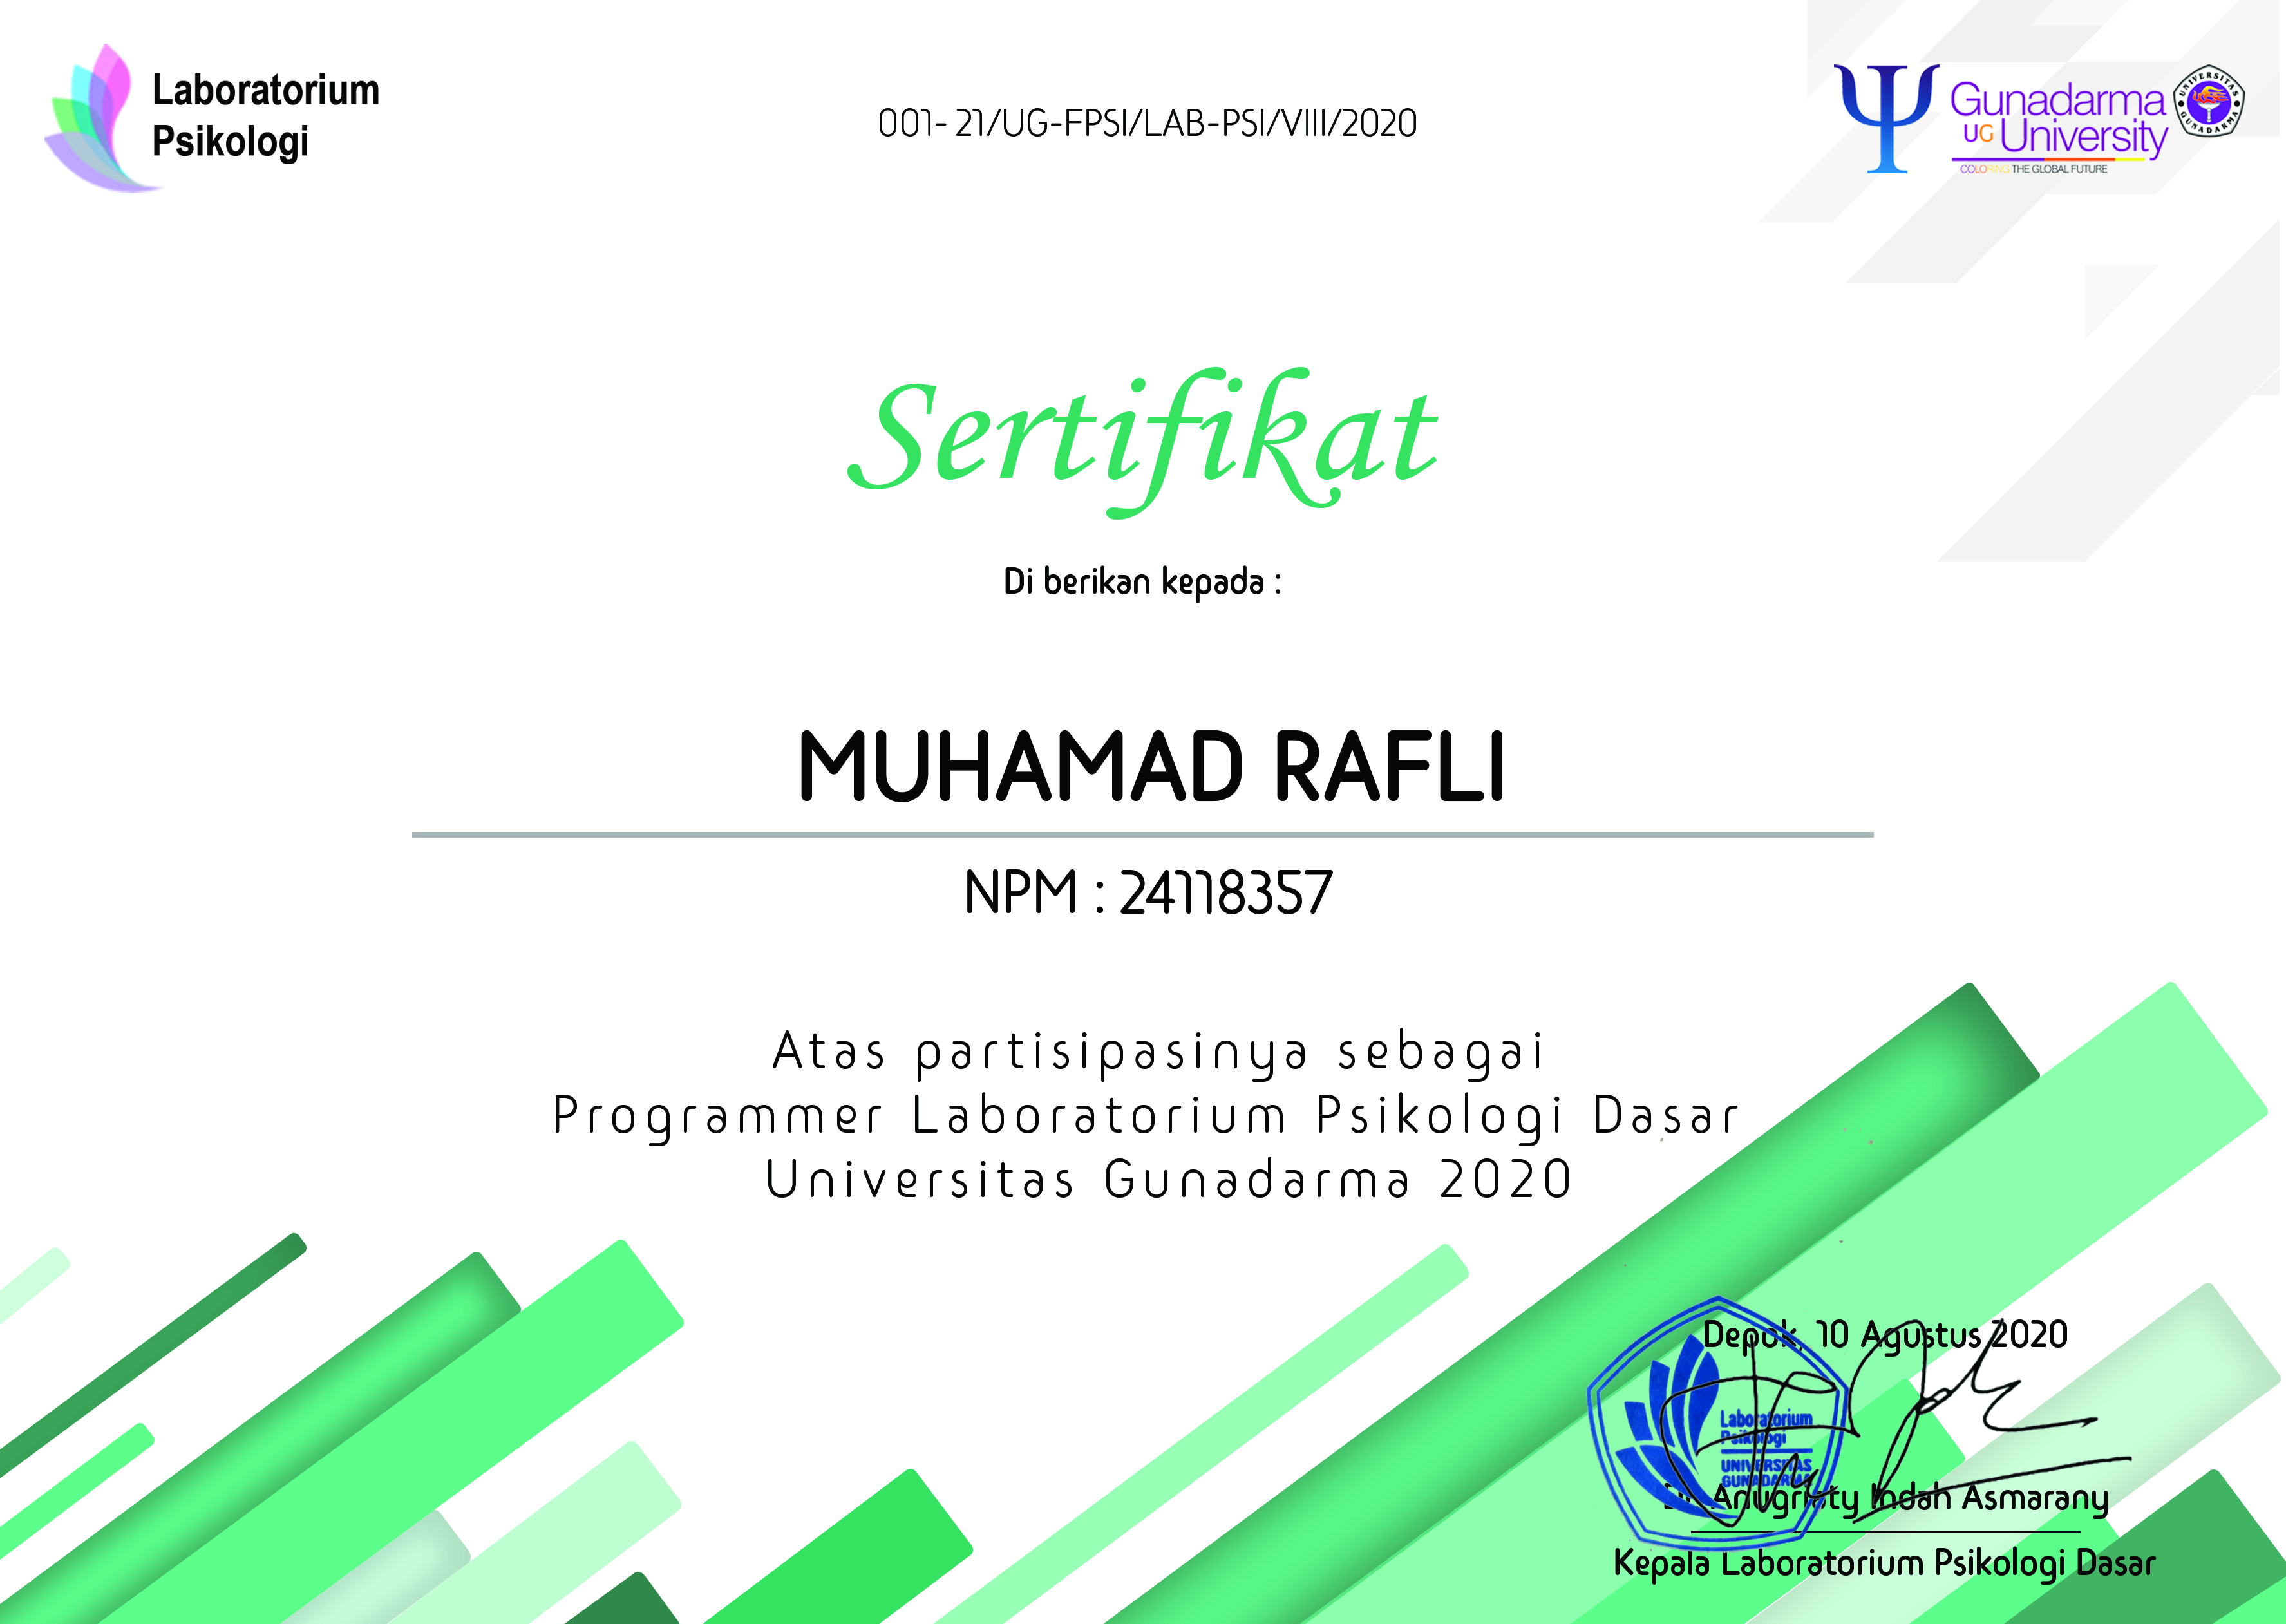 Laboratorium
Psikologi
001- 21/UG-FPSI/LAB-PSI/VIII/2020
Gunadarma
UG University
COLORING THE GLOBAL FUTURE
UNIVERSITAS
GUNADARMA
Sertifikat
Di berikan kepada :
MUHAMAD RAFLI
NPM : 24118357
Atas partisipasinya sebagai
Programmer Laboratorium Psikologi Dasar
Universitas Gunadarma 2020
Depok, 10 Agustus 2020
Laboratorium
Psikologi
UNIVERSITAS
GUNADARMA
Indah Asmarany
Kepala Laboratorium Psikologi Dasar